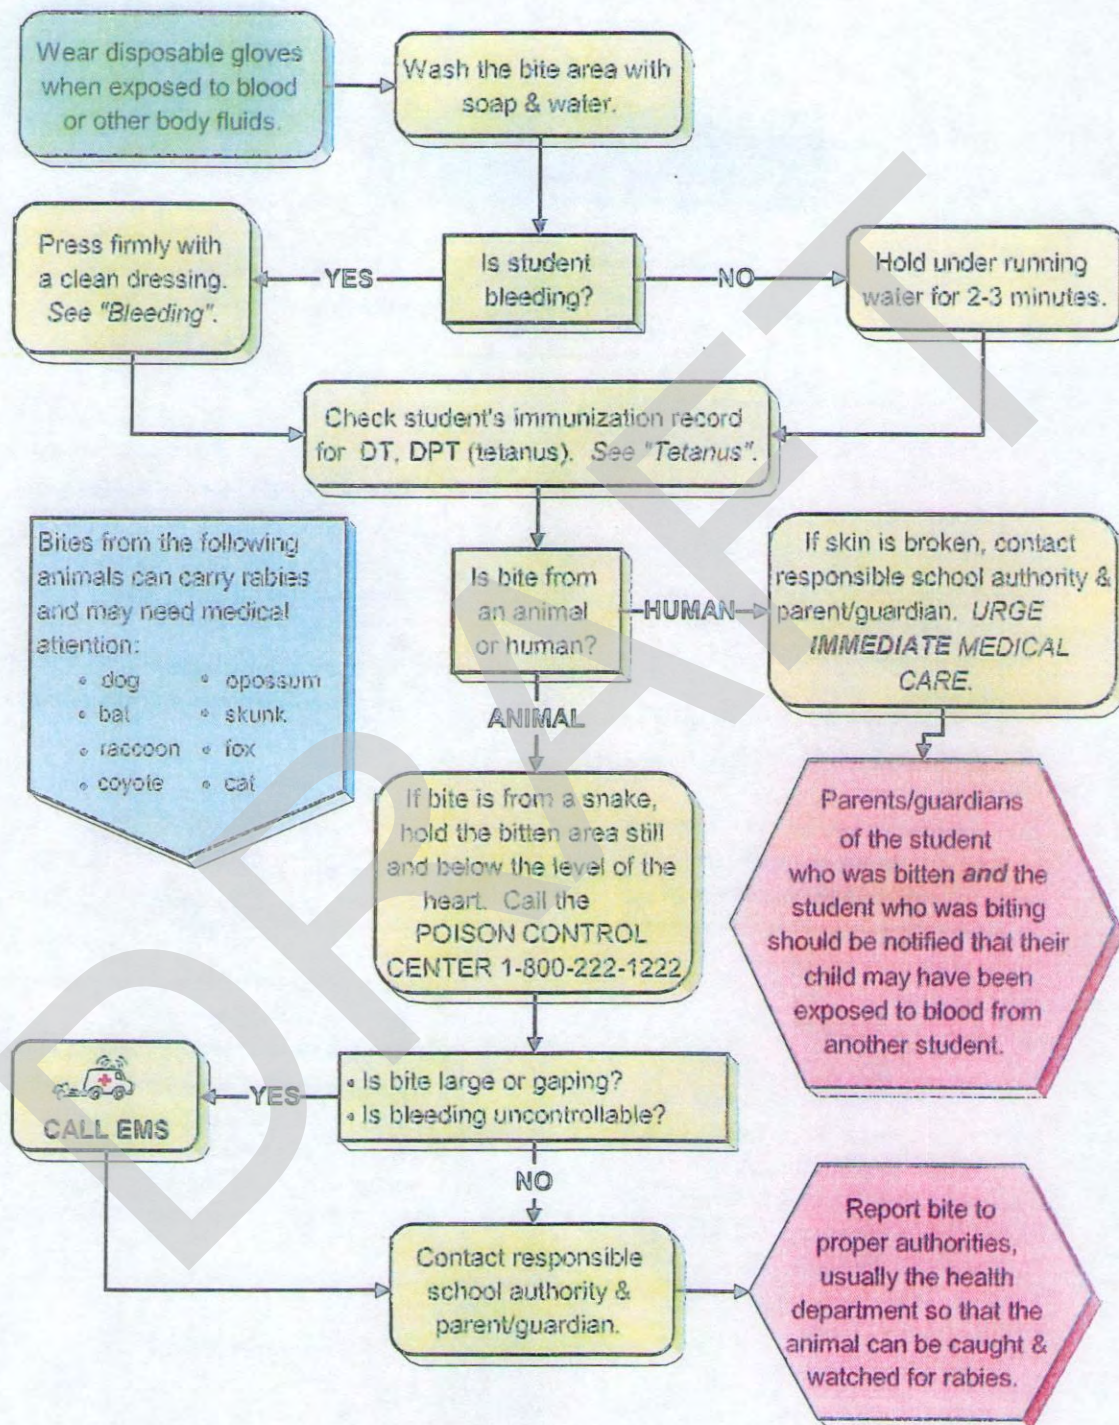 Wear disposable gloves
when exposed to blood
or other body fluids.
Wash the bite area with
soap & water.
Press firmly with
a clean dressing.
See "Bleeding".
YES
Is student
bleeding?
NO
Hold under running
water for 2-3 minutes.
Check student's immunization record
for DT, DPT (tetanus). See "Tetanus".
Bites from the following
animals can carry rabies
and may need medical
attention:
• dog
• opossum
• bat
• skunk
• raccoon
• fox
• coyote
• cat
Is bite from
an animal
or human?
HUMAN
If skin is broken, contact
responsible school authority &
parent/guardian. URGE
IMMEDIATE MEDICAL
CARE.
ANIMAL
If bite is from a snake,
hold the bitten area still
and below the level of the
heart. Call the
POISON CONTROL
CENTER 1-800-222-1222
Parents/guardians
of the student
who was bitten and the
student who was biting
should be notified that their
child may have been
exposed to blood from
another student.
• Is bite large or gaping?
• Is bleeding uncontrollable?
YES
CALL EMS
NO
Contact responsible
school authority &
parent/guardian.
Report bite to
proper authorities,
usually the health
department so that the
animal can be caught &
watched for rabies.
DRAFT